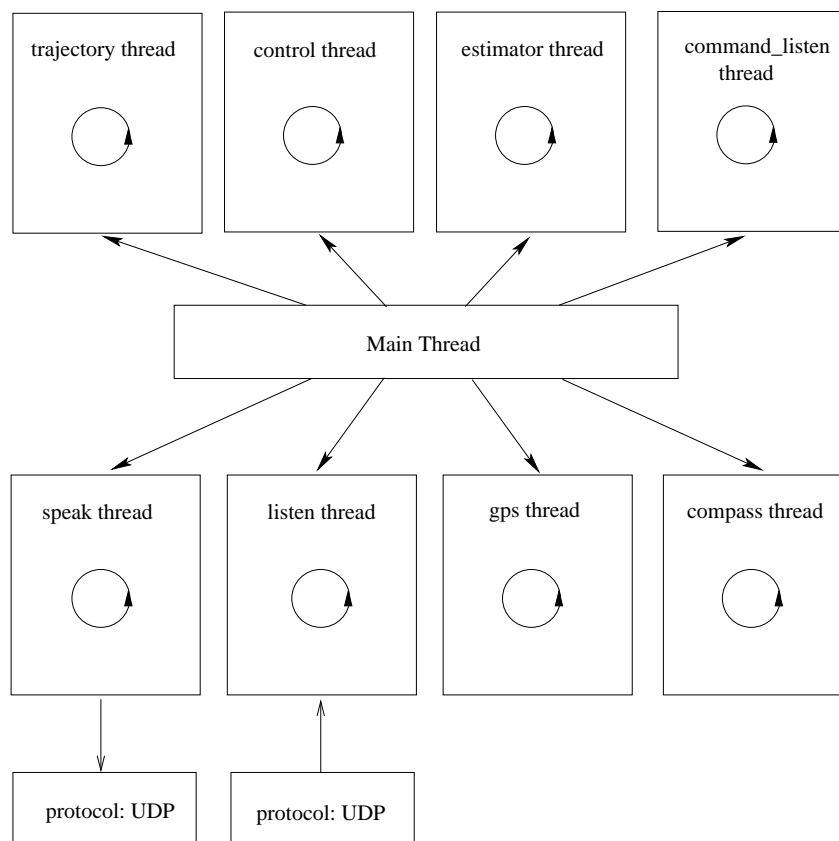 trajectory thread
control thread
estimator thread
command_listen
thread
Main Thread
speak thread
listen thread
gps thread
compass thread
protocol: UDP
protocol: UDP